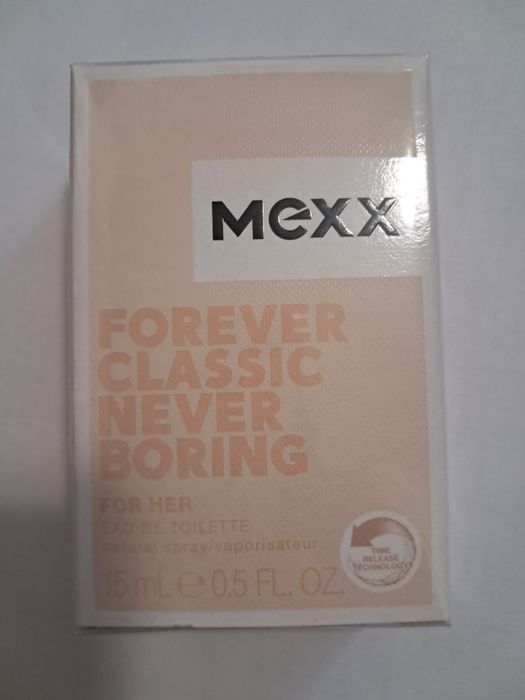 Mexx
FOREVER
CLASSIC
NEVER
BORING
FOR HER
EAU DE TOILETTE
natural spray/vaporisateur
15 mL ℮ 0.5 FL. OZ.
TIME
RELEASE
TECHNOLOGY